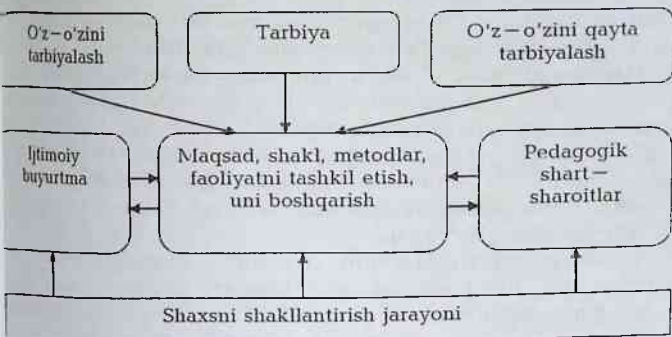 O'z−o'zini
tarbiyalash
Tarbiya
O'z−o'zini qayta
tarbiyalash
Ijtimoiy
buyurtma
Maqsad, shakl, metodlar,
faoliyatni tashkil etish,
uni boshqarish
Pedagogik
shart−
sharoitlar
Shaxsni shakllantirish jarayoni